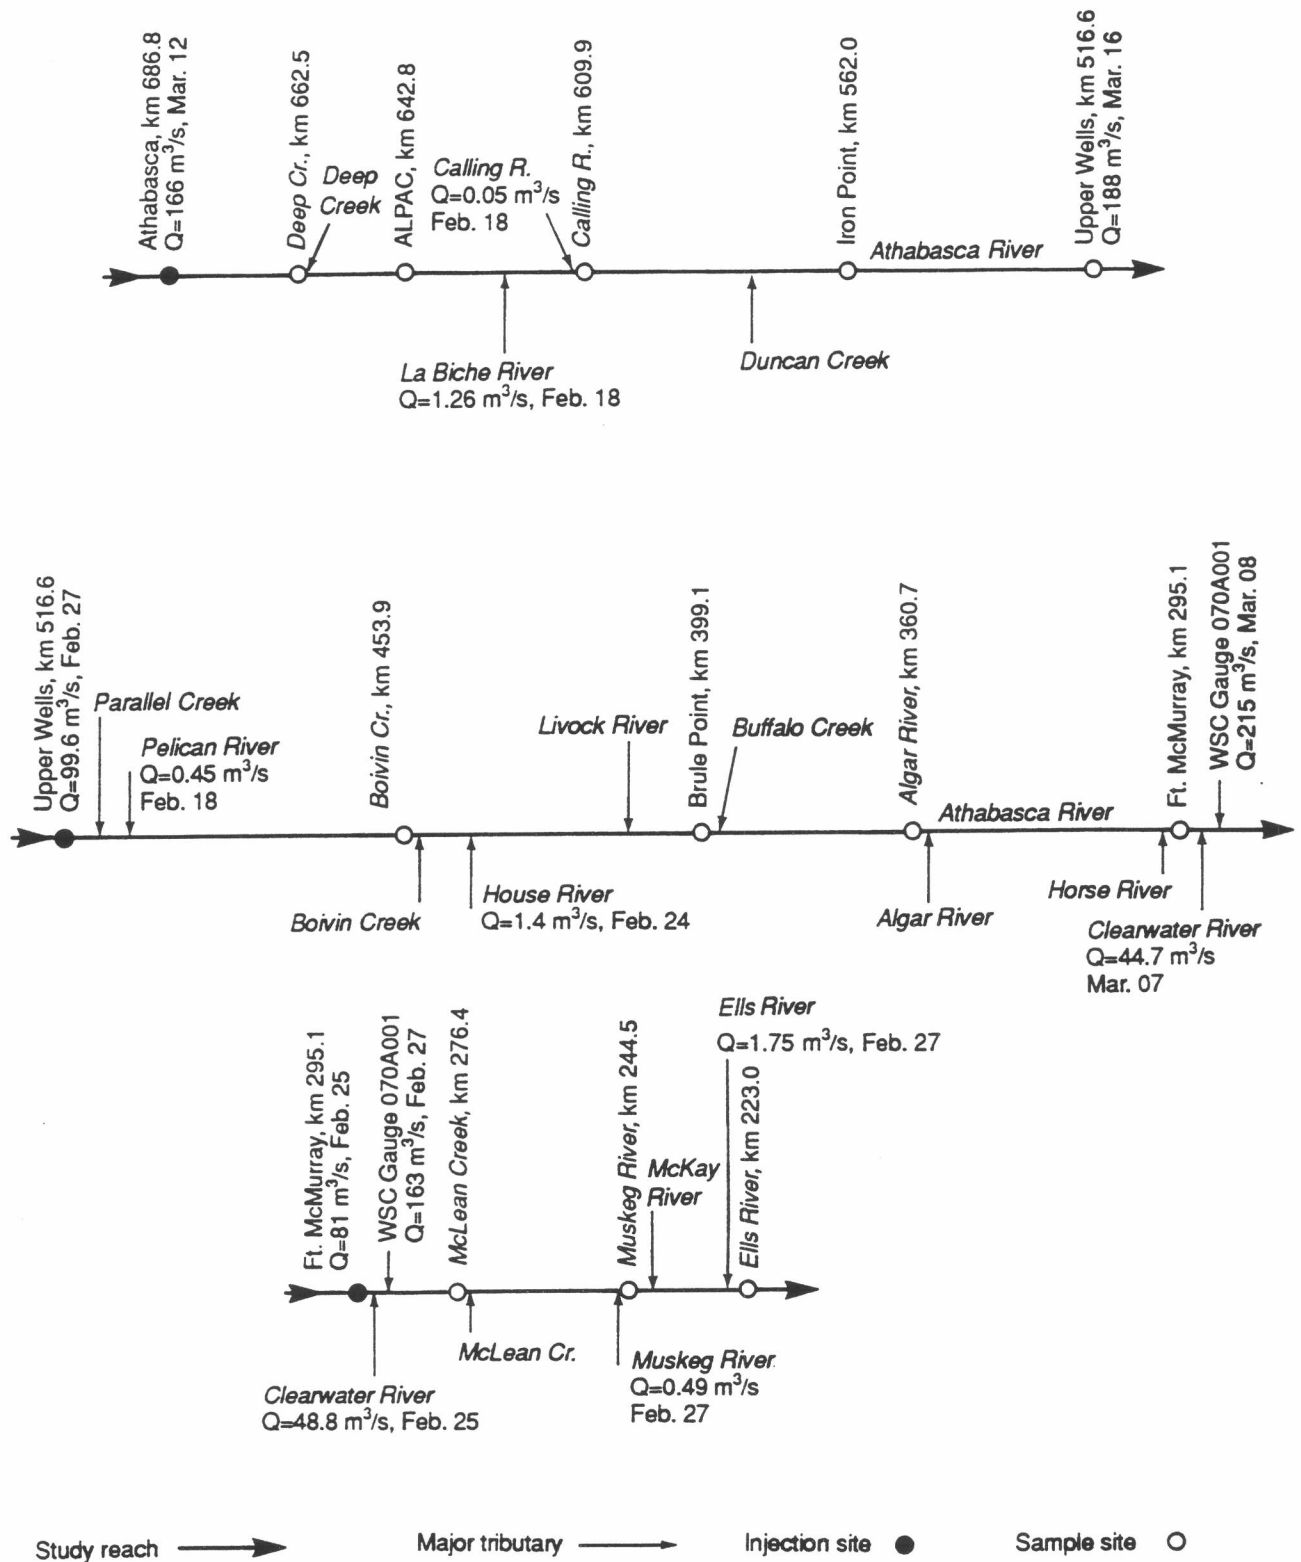 Athabasca, km 686.8
Q=166 m³/s, Mar. 12
Deep Cr., km 662.5
Deep
Creek
ALPAC, km 642.8
Calling R.
Q=0.05 m³/s
Feb. 18
Calling R., km 609.9
Iron Point, km 562.0
Athabasca River
Upper Wells, km 516.6
Q=188 m³/s, Mar. 16
La Biche River
Q=1.26 m³/s, Feb. 18
Duncan Creek
Upper Wells, km 516.6
Q=99.6 m³/s, Feb. 27
Parallel Creek
Pelican River
Q=0.45 m³/s
Feb. 18
Boivin Cr., km 453.9
Livock River
Brule Point, km 399.1
Buffalo Creek
Algar River, km 360.7
Athabasca River
Ft. McMurray, km 295.1
WSC Gauge 070A001
Q=215 m³/s, Mar. 08
Boivin Creek
House River
Q=1.4 m³/s, Feb. 24
Algar River
Horse River
Clearwater River
Q=44.7 m³/s
Mar. 07
Ft. McMurray, km 295.1
Q=81 m³/s, Feb. 25
WSC Gauge 070A001
Q=163 m³/s, Feb. 27
McLean Creek, km 276.4
Muskeg River, km 244.5
McKay
River
Ells River
Q=1.75 m³/s, Feb. 27
Ells River, km 223.0
Clearwater River
Q=48.8 m³/s, Feb. 25
McLean Cr.
Muskeg River
Q=0.49 m³/s
Feb. 27
Study reach
Major tributary
Injection site
Sample site